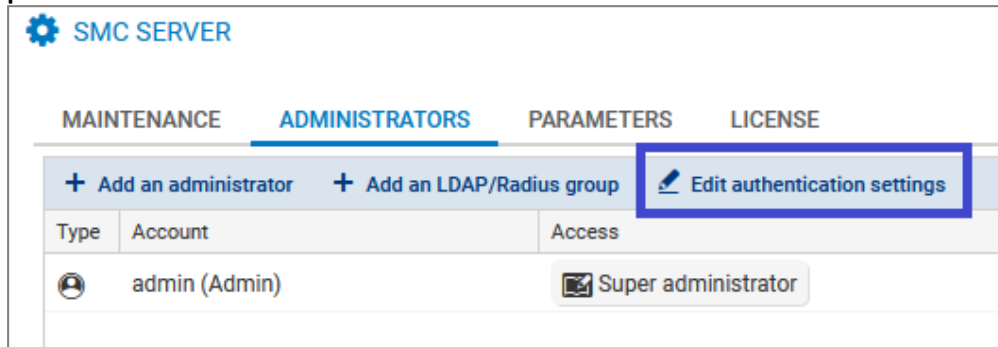 SMC SERVER
MAINTENANCE ADMINISTRATORS PARAMETERS LICENSE
+ Add an administrator + Add an LDAP/Radius group Edit authentication settings
Type Account Access
admin (Admin) Super administrator